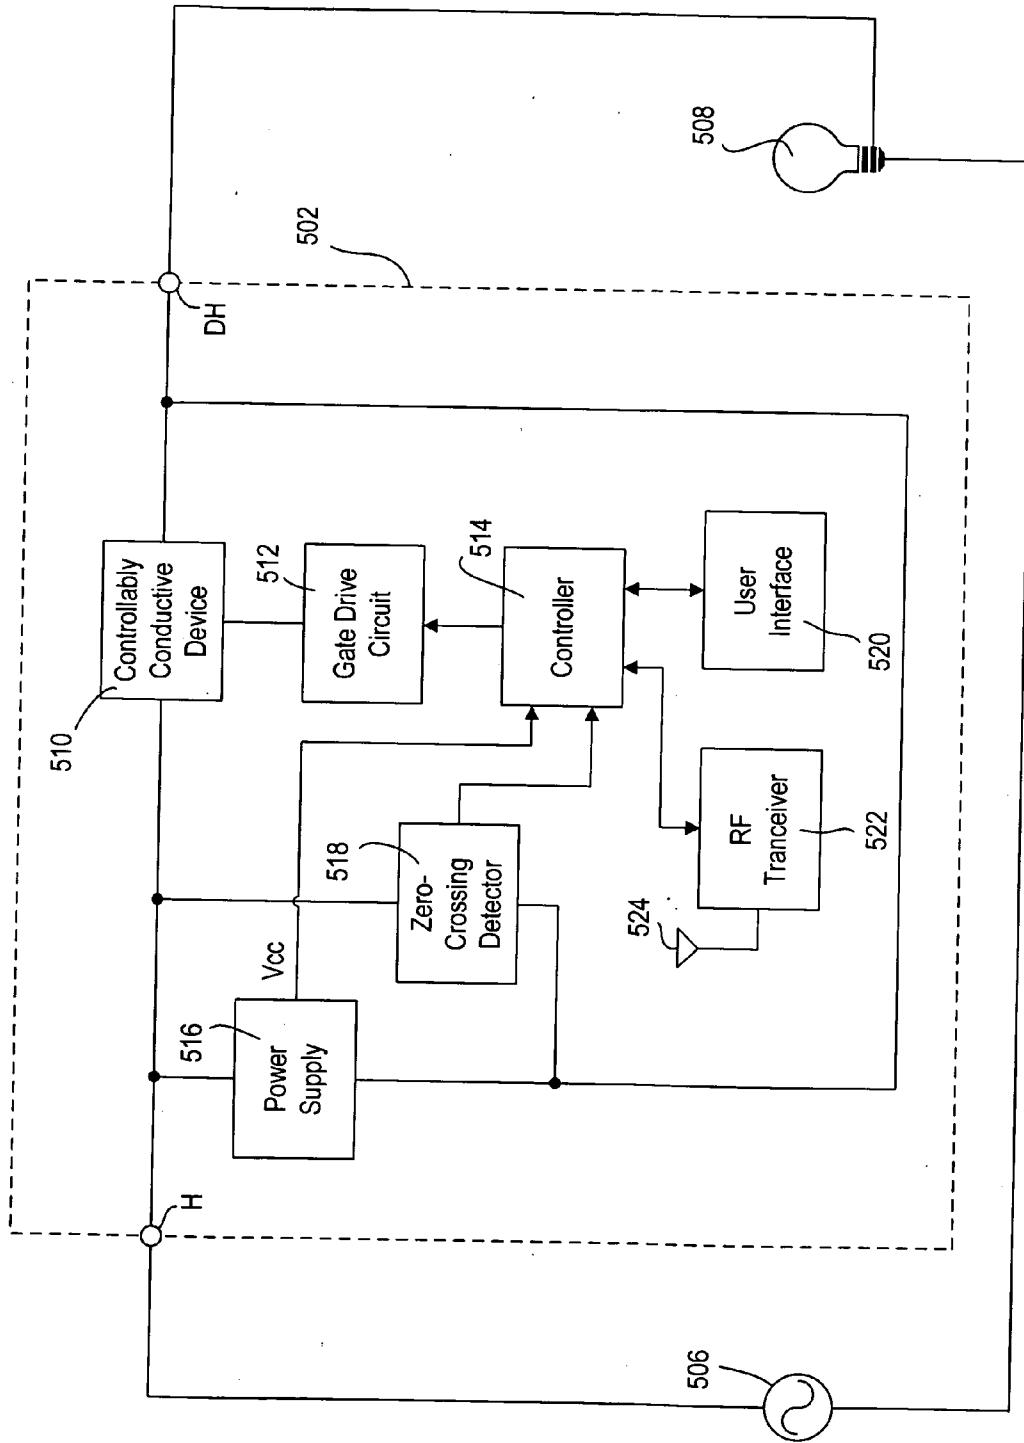 502
DH
508
510
Controllably
Conductive
Device
512
Gate Drive
Circuit
514
Controller
User
Interface
520
518
Zero-
Crossing
Detector
RF
Tranceiver
522
524
Vcc
516
Power
Supply
H
506